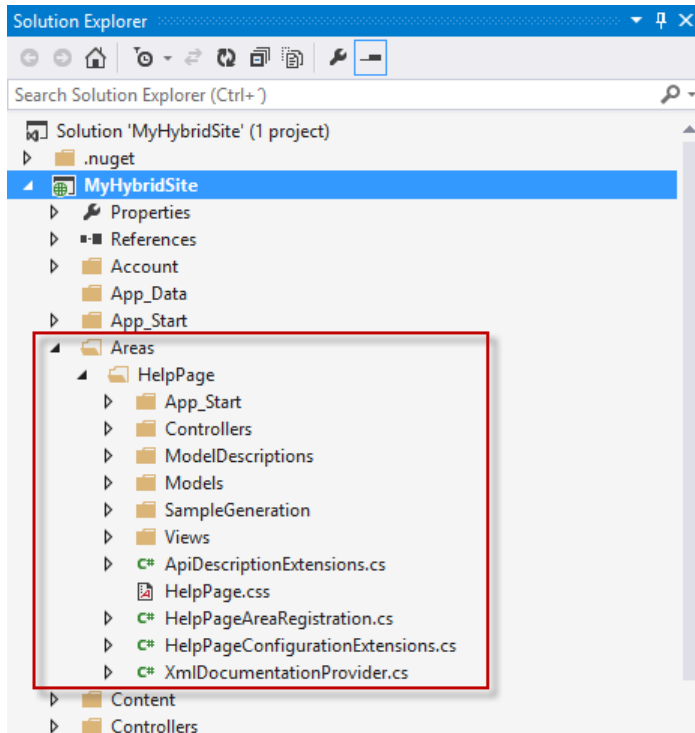 Solution Explorer
Search Solution Explorer (Ctrl+´)
Solution 'MyHybridSite' (1 project)
.nuget
MyHybridSite
Properties
References
Account
App_Data
App_Start
Areas
HelpPage
App_Start
Controllers
ModelDescriptions
Models
SampleGeneration
Views
C# ApiDescriptionExtensions.cs
HelpPage.css
C# HelpPageAreaRegistration.cs
C# HelpPageConfigurationExtensions.cs
C# XmlDocumentationProvider.cs
Content
Controllers